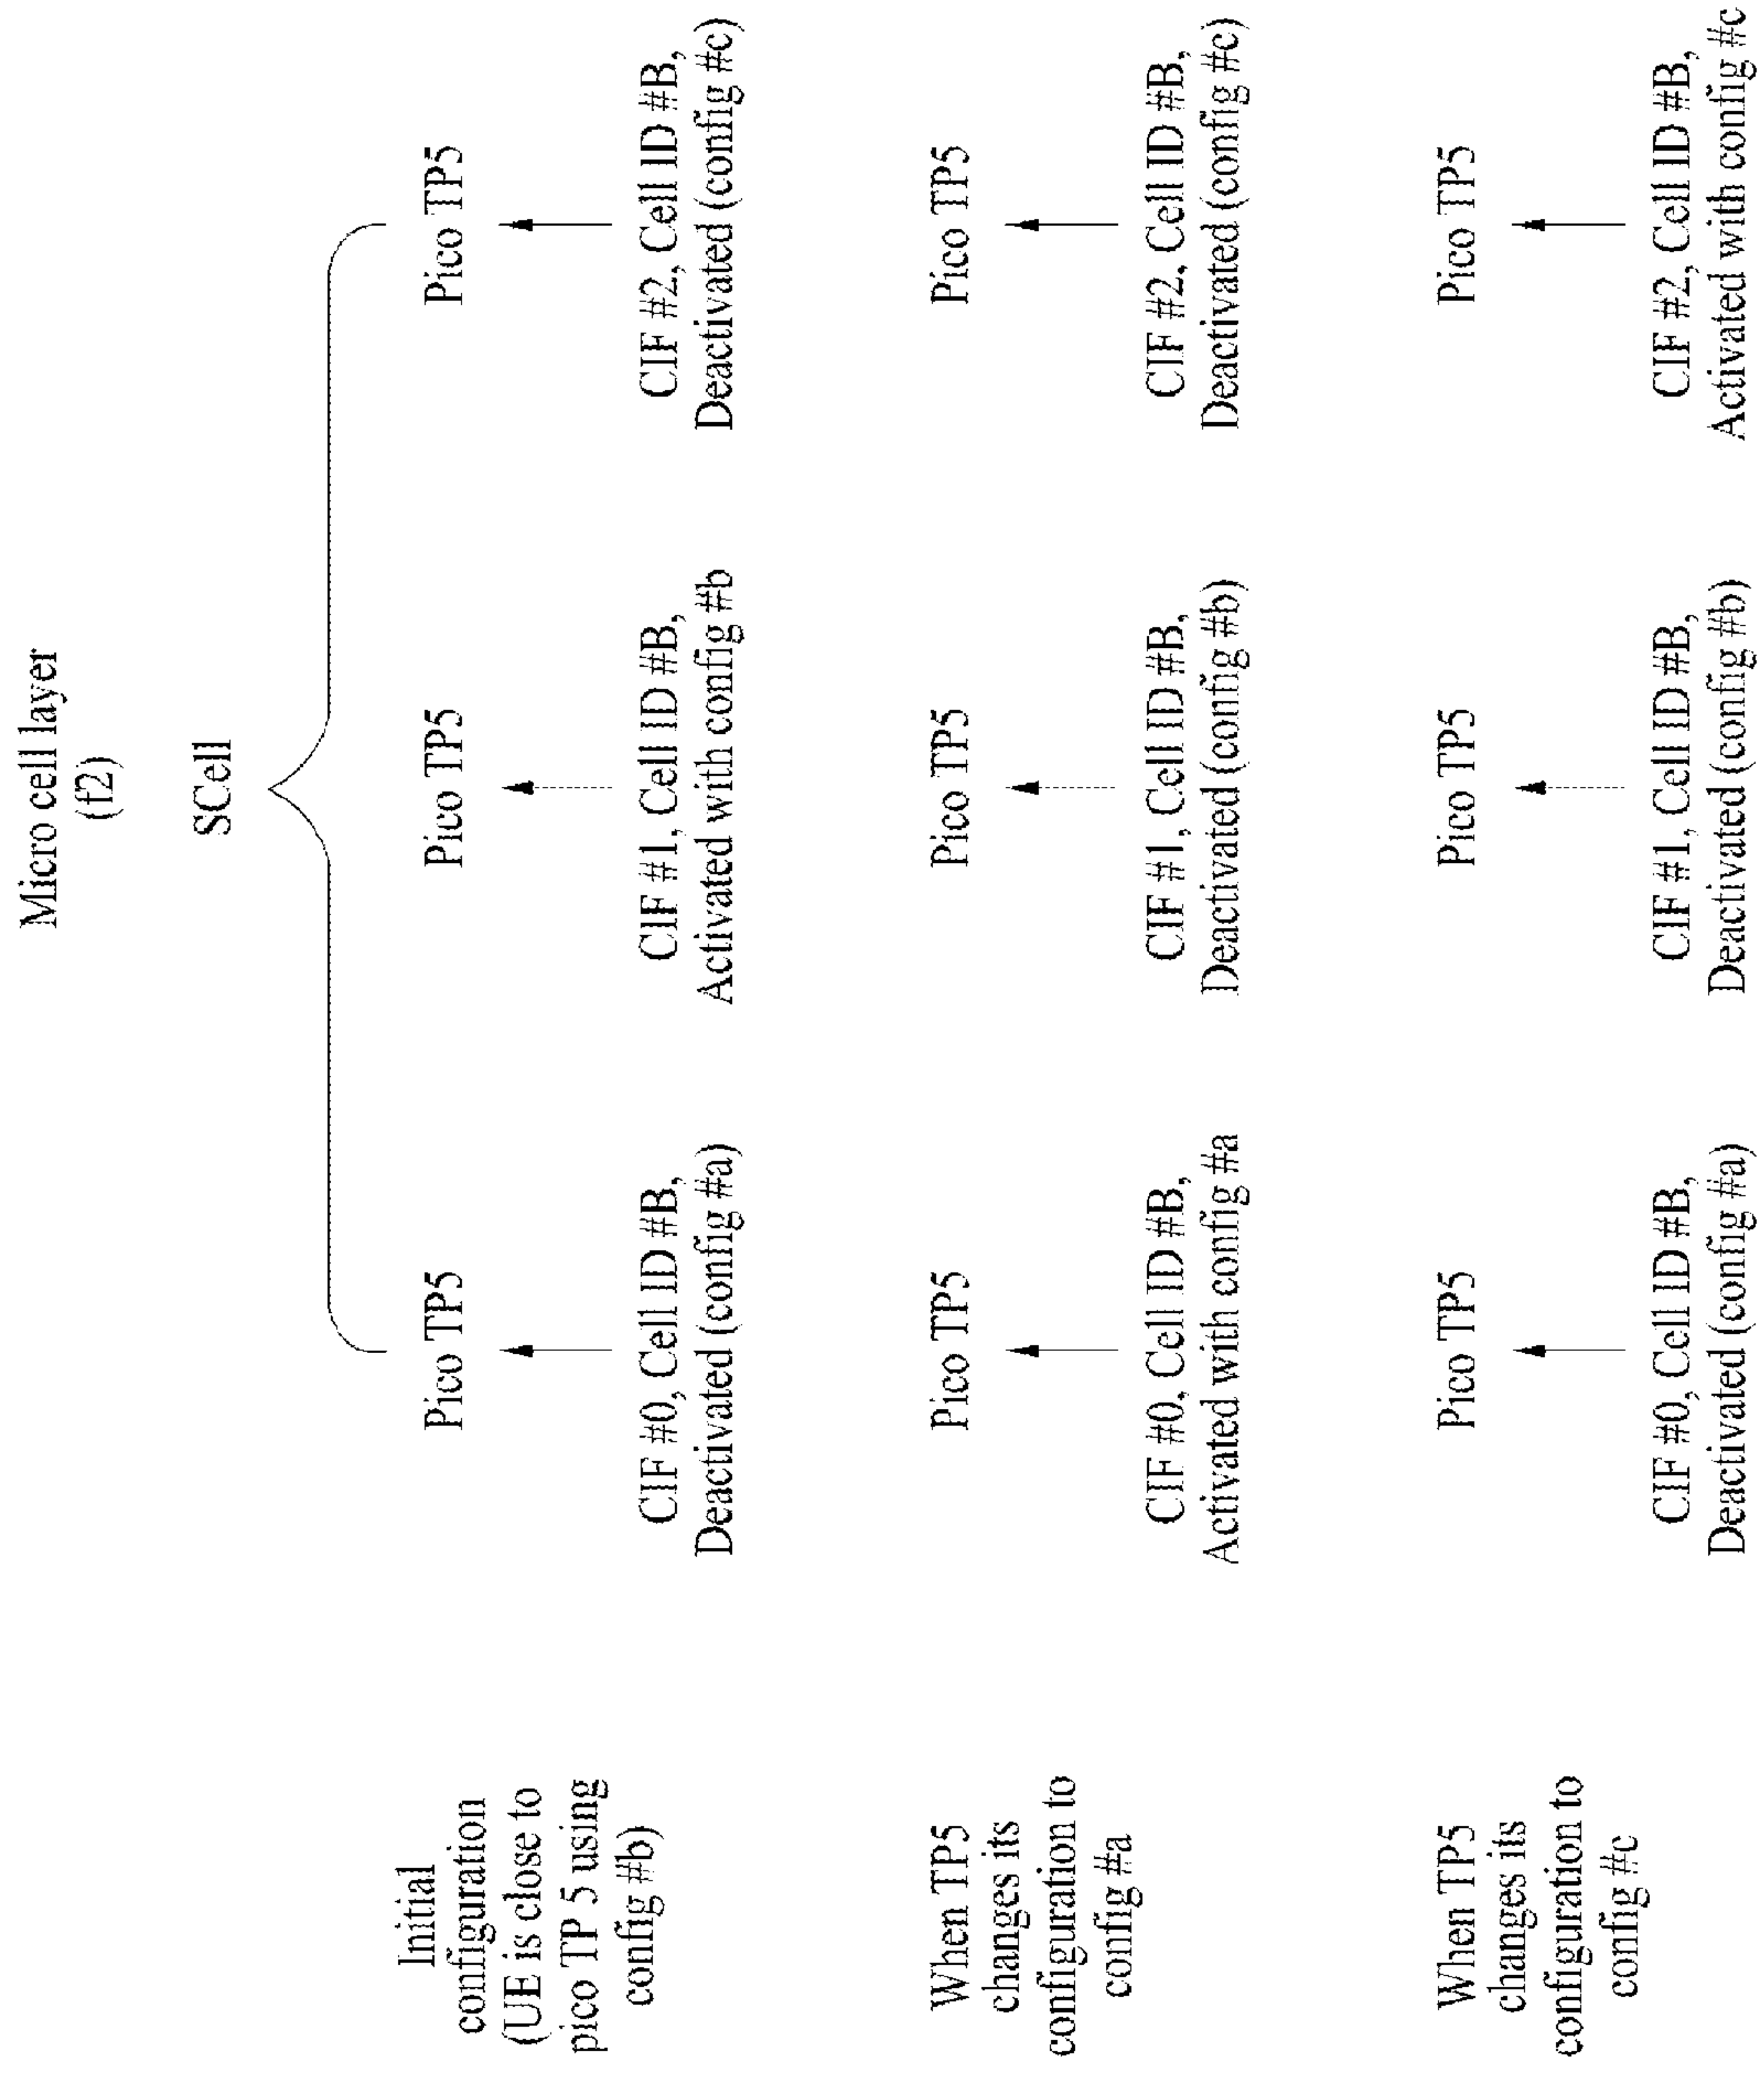 Micro cell layer
(f2)
SCell
Initial
configuration
(UE is close to
pico TP 5 using
config #b)
Pico TP5
CIF #0, Cell ID #B,
Deactivated (config #a)
Pico TP5
CIF #1, Cell ID #B,
Activated with config #b
Pico TP5
CIF #2, Cell ID #B,
Deactivated (config #c)
When TP5
changes its
configuration to
config #a
Pico TP5
CIF #0, Cell ID #B,
Activated with config #a
Pico TP5
CIF #1, Cell ID #B,
Deactivated (config #b)
Pico TP5
CIF #2, Cell ID #B,
Deactivated (config #c)
When TP5
changes its
configuration to
config #c
Pico TP5
CIF #0, Cell ID #B,
Deactivated (config #a)
Pico TP5
CIF #1, Cell ID #B,
Deactivated (config #b)
Pico TP5
CIF #2, Cell ID #B,
Activated with config #c